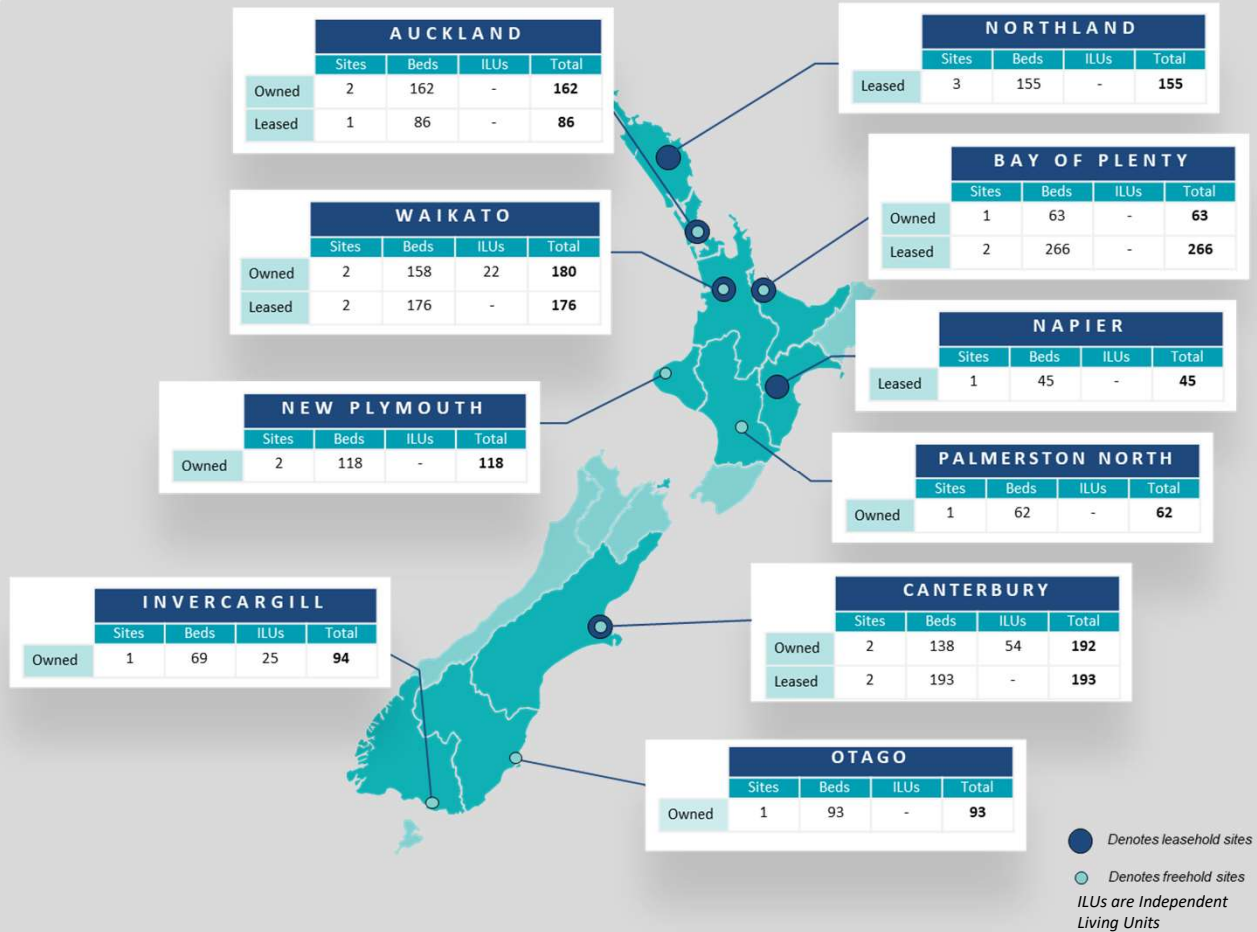 AUCKLAND
Sites Beds ILUs Total
Owned 2 162 - 162
Leased 1 86 - 86
NORTHLAND
Sites Beds ILUs Total
Leased 3 155 - 155
BAY OF PLENTY
Sites Beds ILUs Total
Owned 1 63 - 63
Leased 2 266 - 266
WAIKATO
Sites Beds ILUs Total
Owned 2 158 22 180
Leased 2 176 - 176
NAPIER
Sites Beds ILUs Total
Leased 1 45 - 45
NEW PLYMOUTH
Sites Beds ILUs Total
Owned 2 118 - 118
PALMERSTON NORTH
Sites Beds ILUs Total
Owned 1 62 - 62
INVERCARGILL
Sites Beds ILUs Total
Owned 1 69 25 94
CANTERBURY
Sites Beds ILUs Total
Owned 2 138 54 192
Leased 2 193 - 193
OTAGO
Sites Beds ILUs Total
Owned 1 93 - 93
Denotes leasehold sites
Denotes freehold sites
ILUs are Independent
Living Units